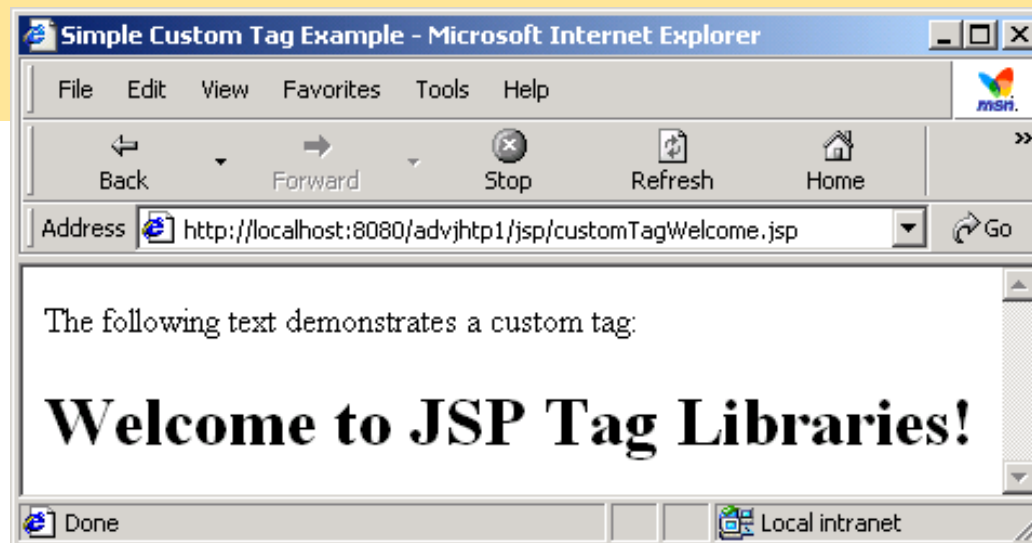 Simple Custom Tag Example - Microsoft Internet Explorer
File Edit View Favorites Tools Help
msn.
Back Forward Stop Refresh Home »
Address http://localhost:8080/advjhtp1/jsp/customTagWelcome.jsp Go
The following text demonstrates a custom tag:
Welcome to JSP Tag Libraries!
Done Local intranet